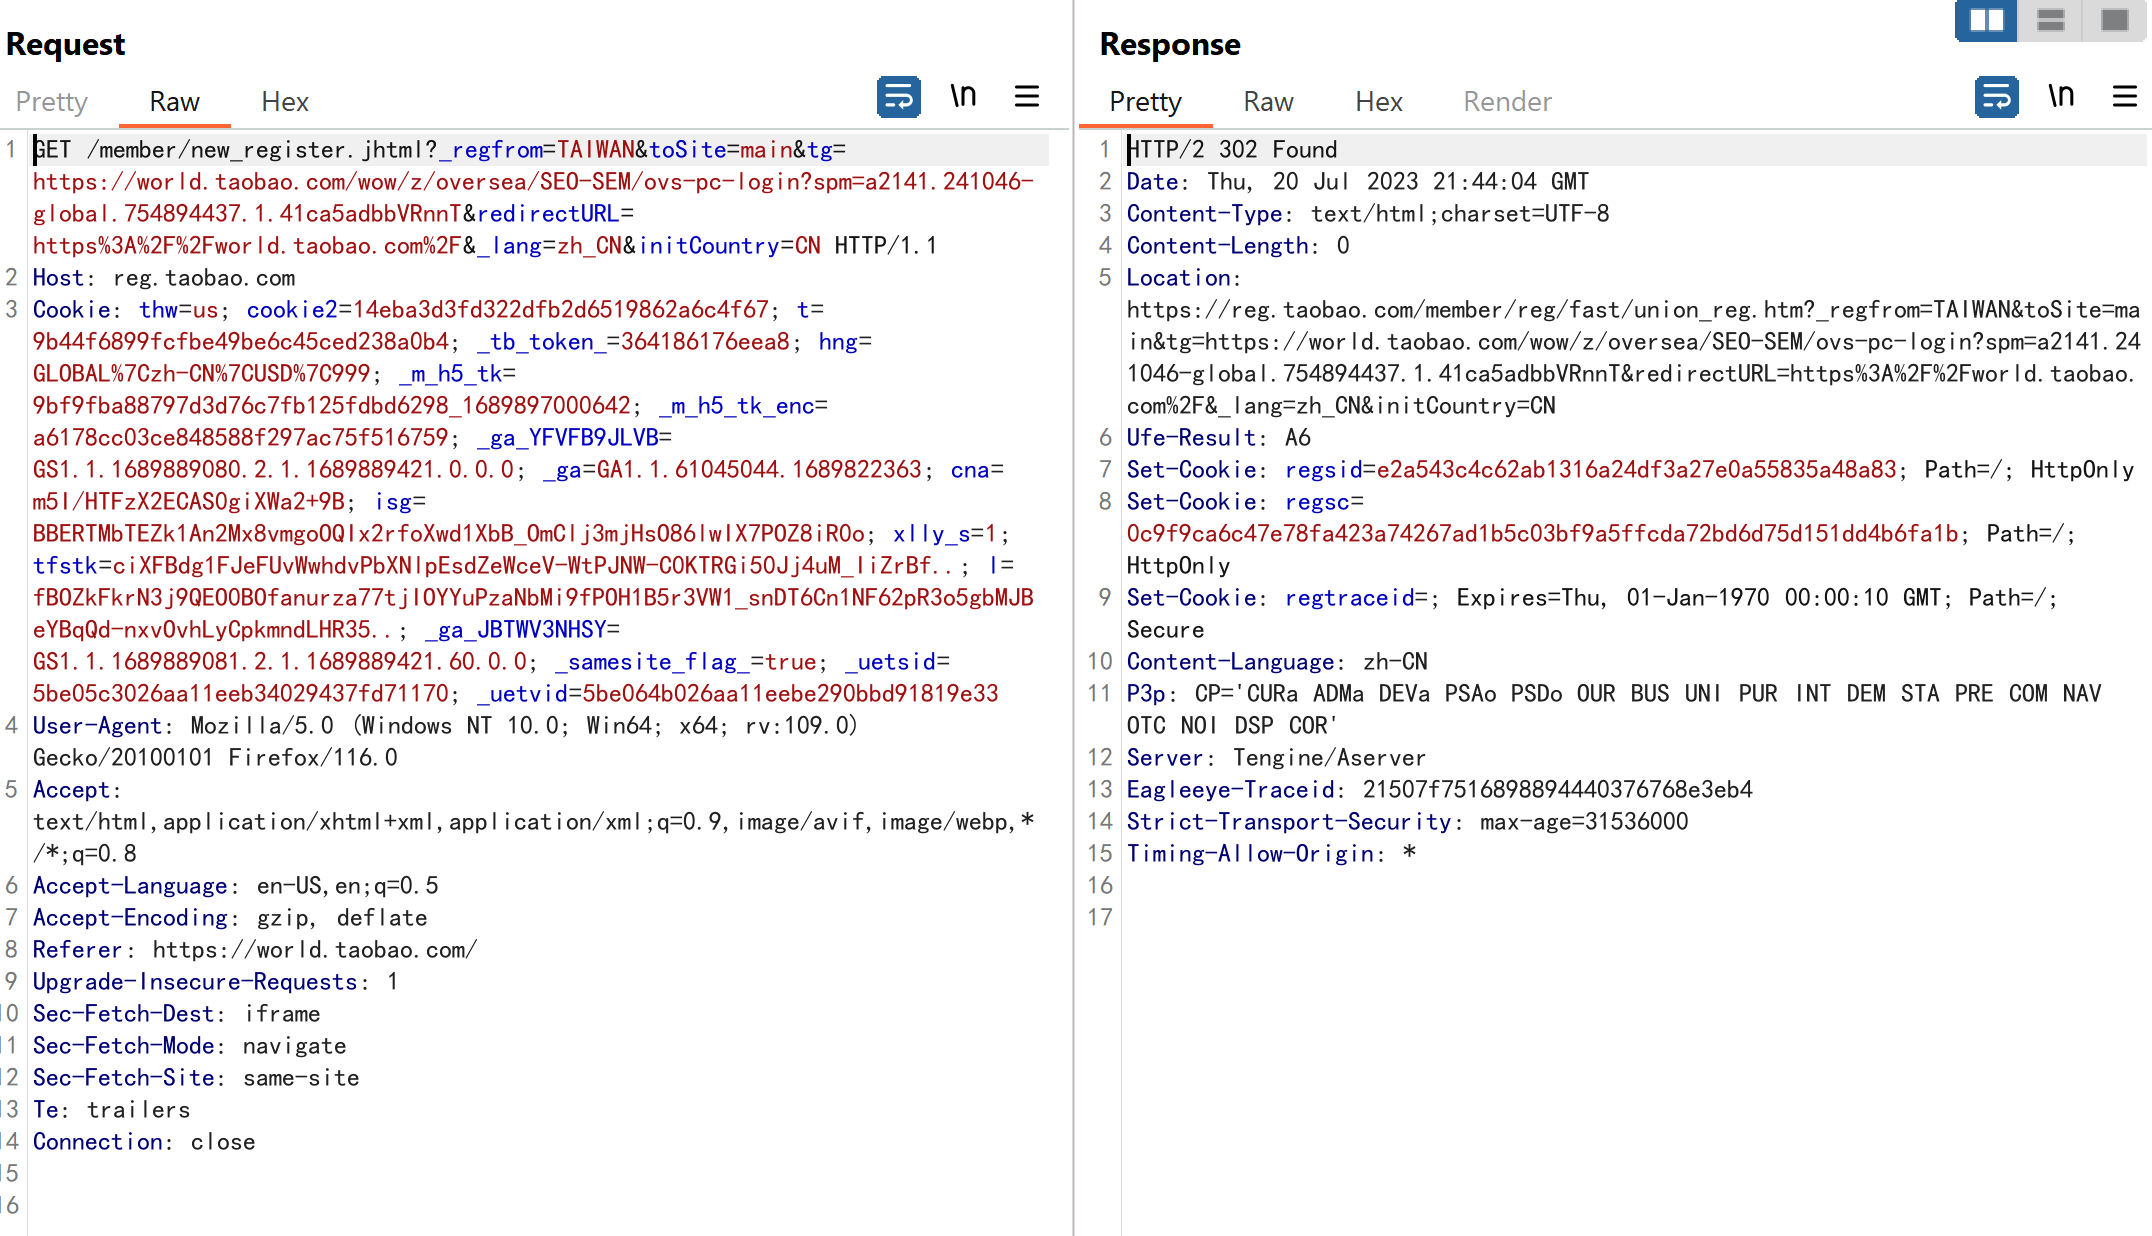 Request
Pretty Raw Hex \n
1 GET /member/new_register.jhtml?_regfrom=TAIWAN&toSite=main&tg=
https://world.taobao.com/wow/z/oversea/SEO-SEM/ovs-pc-login?spm=a2141.241046-
global.754894437.1.41ca5adbbVRnnT&redirectURL=
https%3A%2F%2Fworld.taobao.com%2F&_lang=zh_CN&initCountry=CN HTTP/1.1
2 Host: reg.taobao.com
3 Cookie: thw=us; cookie2=14eba3d3fd322dfb2d6519862a6c4f67; t=
9b44f6899fcfbe49be6c45ced238a0b4; _tb_token_=364186176eea8; hng=
GLOBAL%7Czh-CN%7CUSD%7C999; _m_h5_tk=
9bf9fba88797d3d76c7fb125fdbd6298_1689897000642; _m_h5_tk_enc=
a6178cc03ce848588f297ac75f516759; _ga_YFVFB9JLVB=
GS1.1.1689889080.2.1.1689889421.0.0.0; _ga=GA1.1.61045044.1689822363; cna=
m5I/HTFzX2ECASOgiXWa2+9B; isg=
BBERTMbTEZk1An2Mx8vmgoOQIx2rfoXwd1XbB_OmCIj3mjHsO86IwIX7POZ8iROo; xlly_s=1;
tfstk=ciXFBdg1FJeFUvWwhdvPbXNIpEsdZeWceV-WtPJNW-COKTRGi50Jj4uM_IiZrBf..; l=
fBOZkFkrN3j9QEOOBOfanurza77tjIOYYuPzaNbMi9fPOH1B5r3VW1_snDT6Cn1NF62pR3o5gbMJB
eYBqQd-nxvOvhLyCpkmndLHR35..; _ga_JBTWV3NHSY=
GS1.1.1689889081.2.1.1689889421.60.0.0; _samesite_flag_=true; _uetsid=
5be05c3026aa11eeb34029437fd71170; _uetvid=5be064b026aa11eebe290bbd91819e33
4 User-Agent: Mozilla/5.0 (Windows NT 10.0; Win64; x64; rv:109.0)
Gecko/20100101 Firefox/116.0
5 Accept:
text/html,application/xhtml+xml,application/xml;q=0.9,image/avif,image/webp,*
/*;q=0.8
6 Accept-Language: en-US,en;q=0.5
7 Accept-Encoding: gzip, deflate
8 Referer: https://world.taobao.com/
9 Upgrade-Insecure-Requests: 1
10 Sec-Fetch-Dest: iframe
11 Sec-Fetch-Mode: navigate
12 Sec-Fetch-Site: same-site
13 Te: trailers
14 Connection: close
15
16
Response
Pretty Raw Hex Render \n
1 HTTP/2 302 Found
2 Date: Thu, 20 Jul 2023 21:44:04 GMT
3 Content-Type: text/html;charset=UTF-8
4 Content-Length: 0
5 Location:
https://reg.taobao.com/member/reg/fast/union_reg.htm?_regfrom=TAIWAN&toSite=ma
in&tg=https://world.taobao.com/wow/z/oversea/SEO-SEM/ovs-pc-login?spm=a2141.24
1046-global.754894437.1.41ca5adbbVRnnT&redirectURL=https%3A%2F%2Fworld.taobao.
com%2F&_lang=zh_CN&initCountry=CN
6 Ufe-Result: A6
7 Set-Cookie: regsid=e2a543c4c62ab1316a24df3a27e0a55835a48a83; Path=/; HttpOnly
8 Set-Cookie: regsc=
0c9f9ca6c47e78fa423a74267ad1b5c03bf9a5ffcda72bd6d75d151dd4b6fa1b; Path=/;
HttpOnly
9 Set-Cookie: regtraceid=; Expires=Thu, 01-Jan-1970 00:00:10 GMT; Path=/;
Secure
10 Content-Language: zh-CN
11 P3p: CP='CURa ADMa DEVa PSAo PSDo OUR BUS UNI PUR INT DEM STA PRE COM NAV
OTC NOI DSP COR'
12 Server: Tengine/Aserver
13 Eagleeye-Traceid: 21507f7516898894440376768e3eb4
14 Strict-Transport-Security: max-age=31536000
15 Timing-Allow-Origin: *
16
17